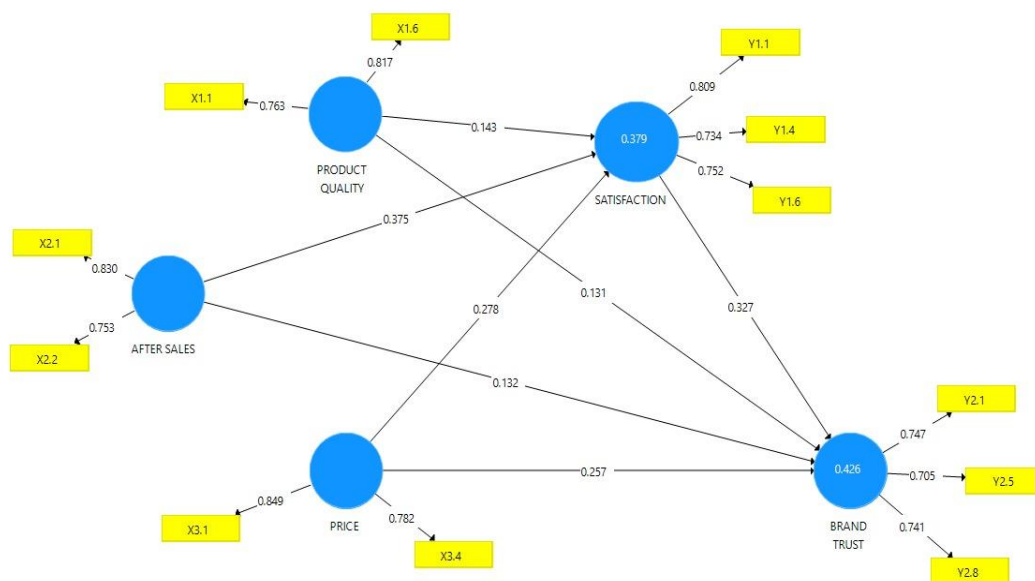 X1.6
Y1.1
0.817
0.809
X1.1
0.763
0.143
0.379
0.734
Y1.4
0.752
PRODUCT
QUALITY
SATISFACTION
Y1.6
0.375
X2.1
0.830
0.278
0.131
0.327
0.753
X2.2
AFTER SALES
0.132
Y2.1
0.747
0.257
0.426
0.705
Y2.5
0.849
0.782
0.741
X3.1
PRICE
BRAND
TRUST
X3.4
Y2.8